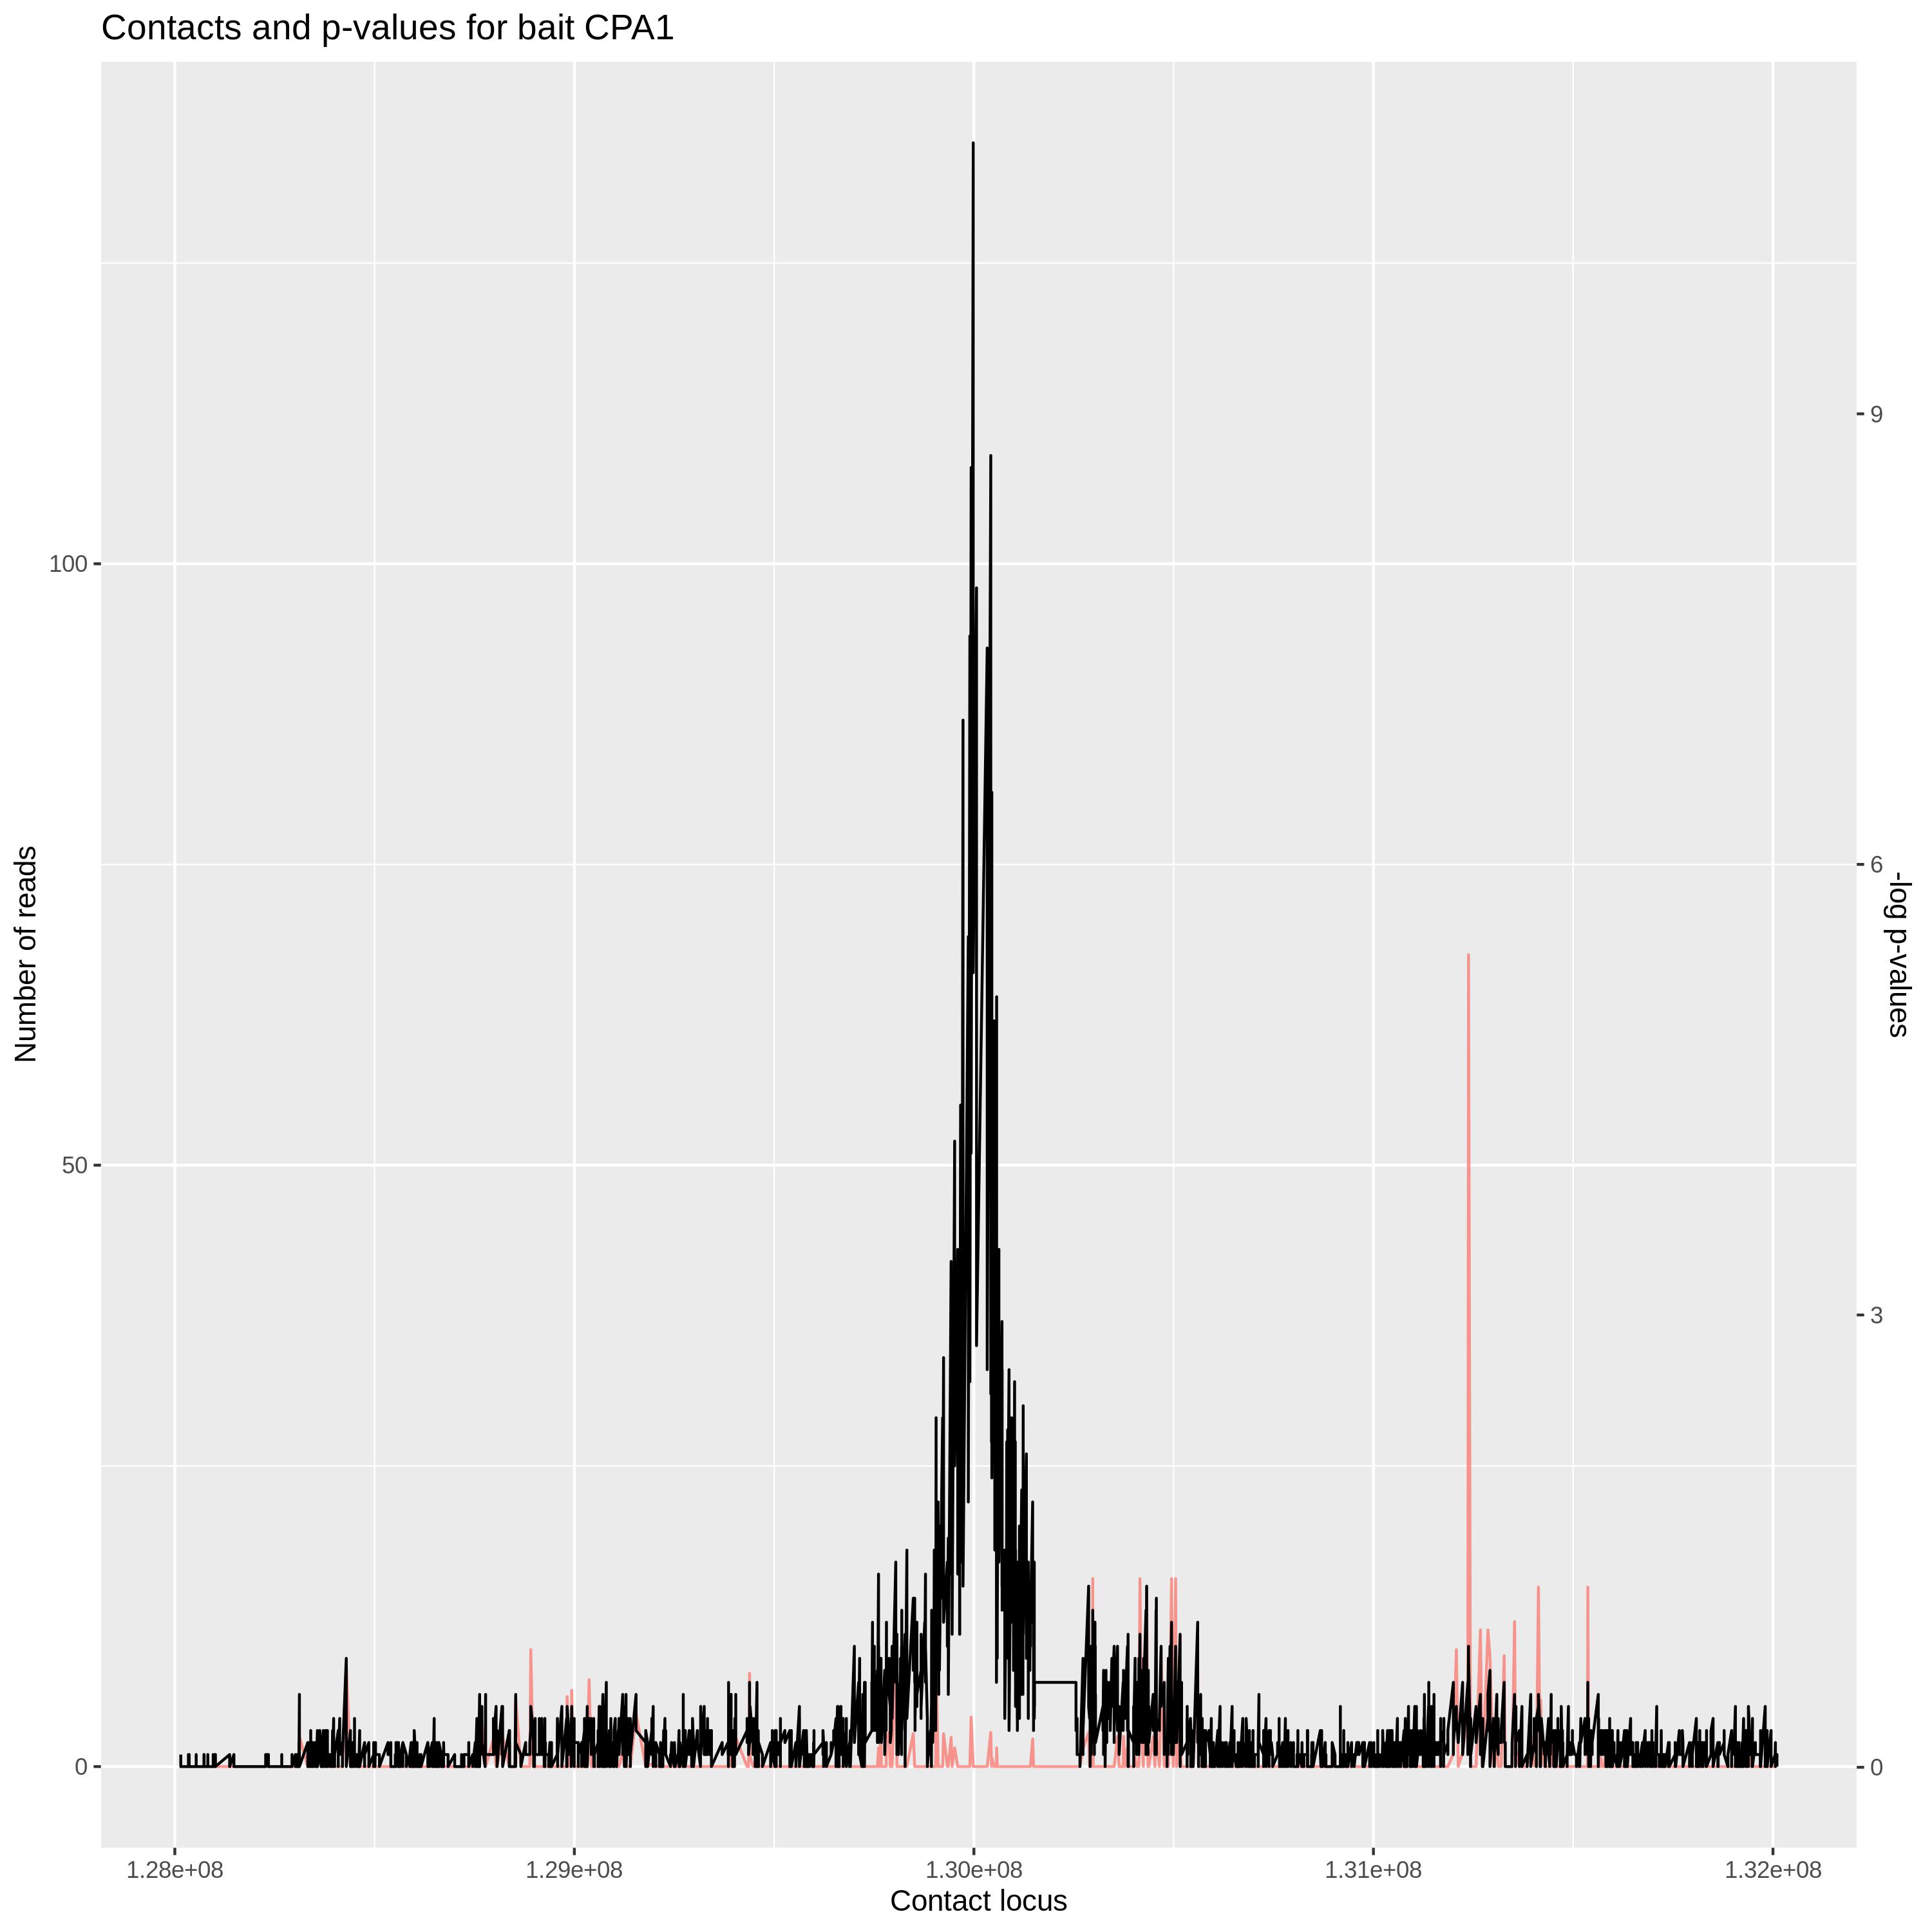 Contacts and p-values for bait CPA1
Number of reads
100
50
0
9
6
3
0
-log p-values
1.28e+08
1.29e+08
1.30e+08
1.31e+08
1.32e+08
Contact locus